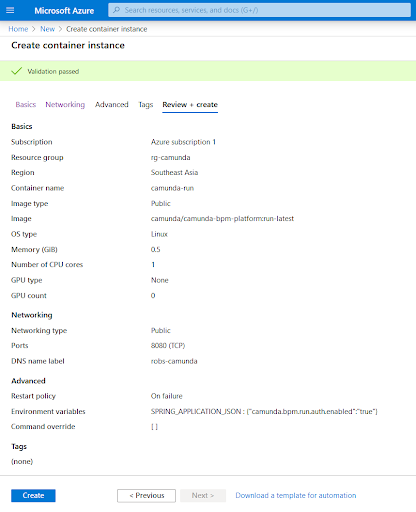 Microsoft Azure
Search resources, services, and docs (G+/)
Home > New > Create container instance
Create container instance
Validation passed
Basics Networking Advanced Tags Review + create
Basics
Subscription Azure subscription 1
Resource group rg-camunda
Region Southeast Asia
Container name camunda-run
Image type Public
Image camunda/camunda-bpm-platform:run-latest
OS type Linux
Memory (GiB) 0.5
Number of CPU cores 1
GPU type None
GPU count 0
Networking
Networking type Public
Ports 8080 (TCP)
DNS name label robs-camunda
Advanced
Restart policy On failure
Environment variables SPRING_APPLICATION_JSON : {"camunda.bpm.run.auth.enabled":"true"}
Command override [ ]
Tags
(none)
Create < Previous Next > Download a template for automation